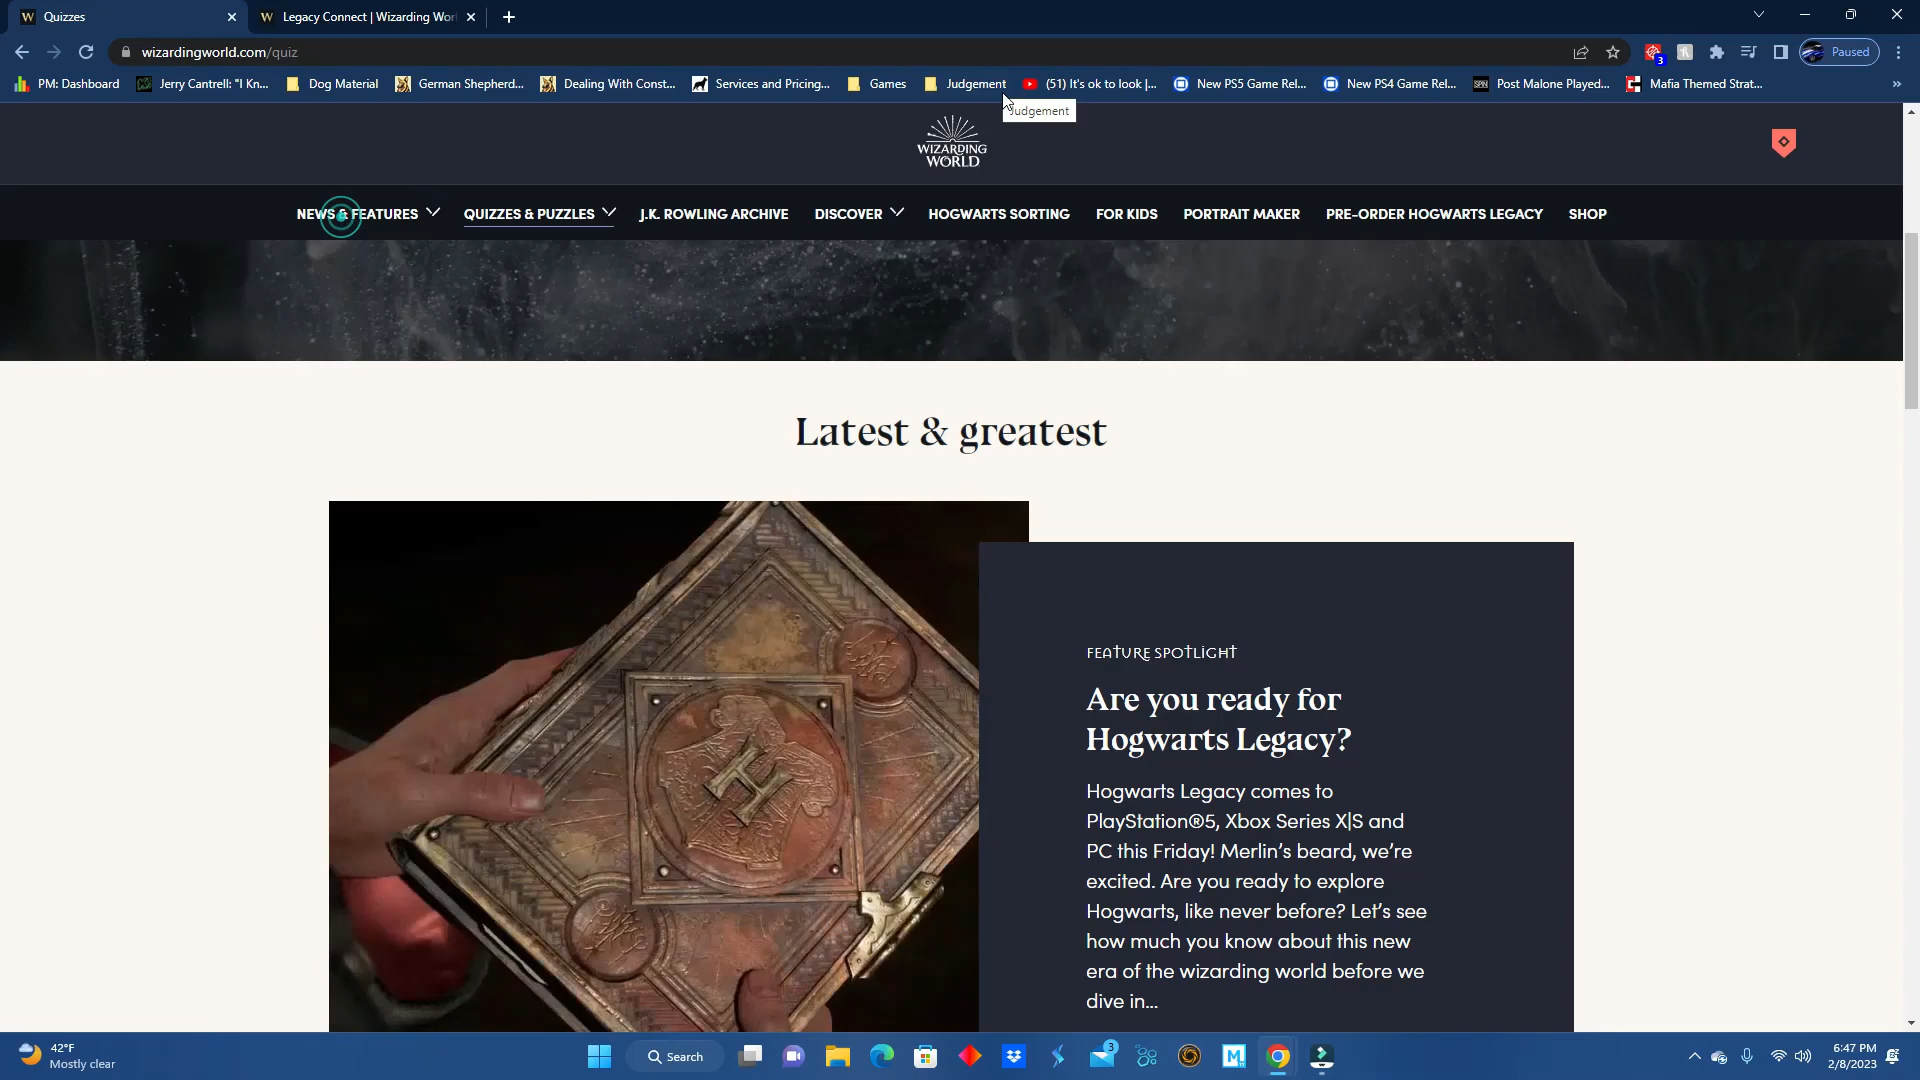 Quizzes
Legacy Connect | Wizarding Wor
wizardingworld.com/quiz
3
Paused
PM: Dashboard
Jerry Cantrell: "I Kn...
Dog Material
German Shepherd...
Dealing With Const...
Services and Pricing...
Games
Judgement
(51) It's ok to look |...
New PS5 Game Rel...
New PS4 Game Rel...
SPIN
Post Malone Played...
Mafia Themed Strat...
Judgement
WIZARDING
WORLD
NEWS & FEATURES
QUIZZES & PUZZLES
J.K. ROWLING ARCHIVE
DISCOVER
HOGWARTS SORTING
FOR KIDS
PORTRAIT MAKER
PRE-ORDER HOGWARTS LEGACY
SHOP
Latest & greatest
H
FEATURE SPOTLIGHT
Are you ready for
Hogwarts Legacy?
Hogwarts Legacy comes to
PlayStation®5, Xbox Series X|S and
PC this Friday! Merlin's beard, we're
excited. Are you ready to explore
Hogwarts, like never before? Let's see
how much you know about this new
era of the wizarding world before we
dive in...
42°F
Mostly clear
Search
3
6:47 PM
2/8/2023